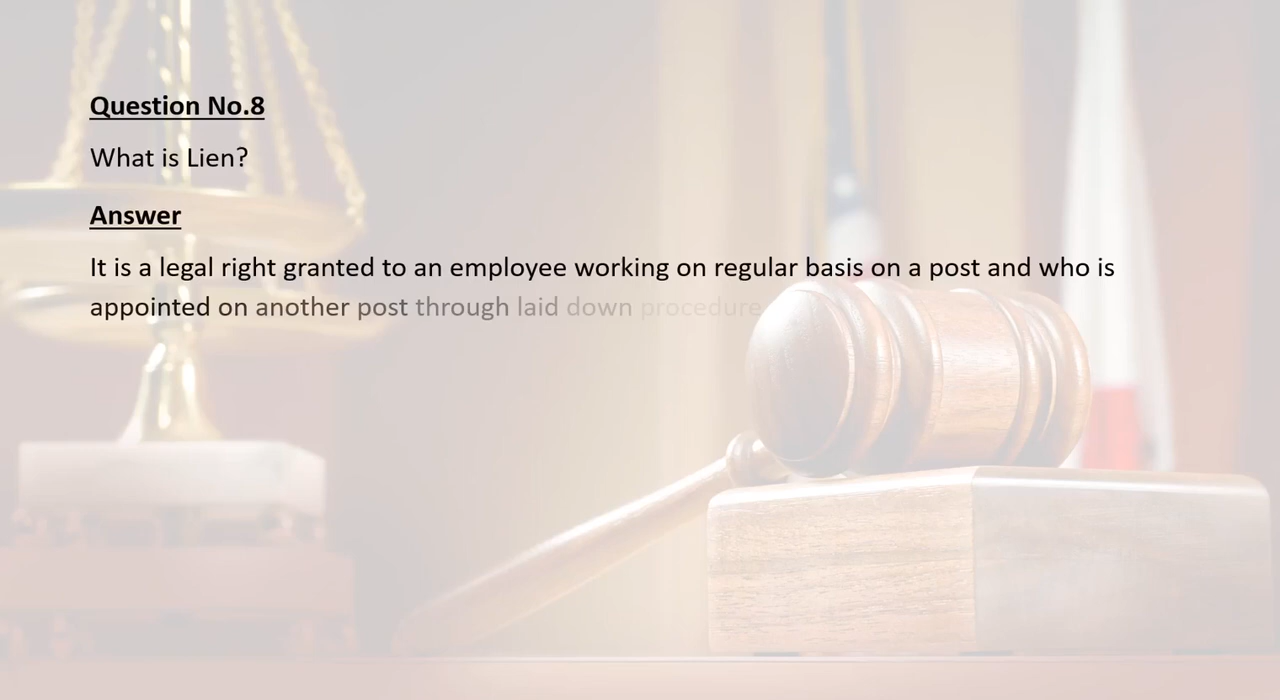 Question No.8
What is Lien?
Answer
It is a legal right granted to an employee working on regular basis on a post and who is
appointed on another post through laid down procedure